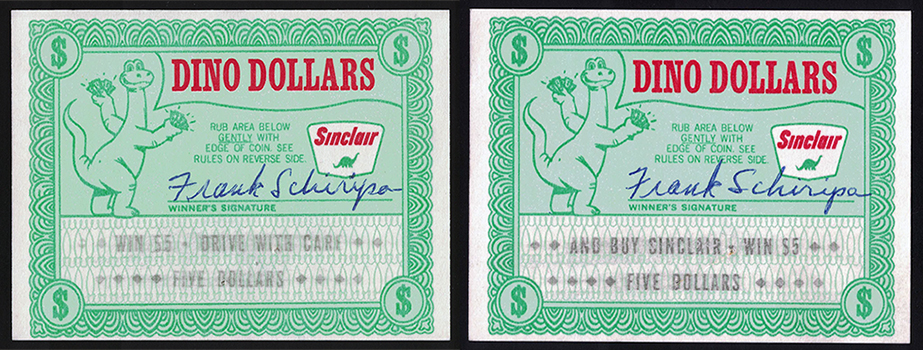 $ $
DINO DOLLARS
RUB AREA BELOW
GENTLY WITH
EDGE OF COIN. SEE
RULES ON REVERSE SIDE.
Sinclair
Frank Schiripa
WINNER'S SIGNATURE
WIN $5 - DRIVE WITH CARE
FIVE DOLLARS
$ $
$ $
DINO DOLLARS
RUB AREA BELOW
GENTLY WITH
EDGE OF COIN. SEE
RULES ON REVERSE SIDE.
Sinclair
Frank Schiripa
WINNER'S SIGNATURE
AND BUY SINCLAIR - WIN $5
FIVE DOLLARS
$ $